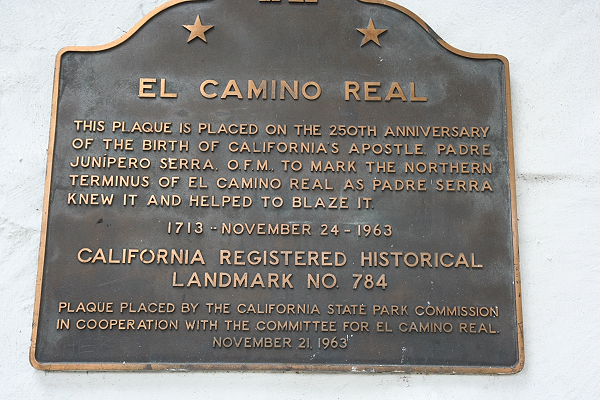 EL CAMINO REAL
THIS PLAQUE IS PLACED ON THE 250TH ANNIVERSARY
OF THE BIRTH OF CALIFORNIA'S APOSTLE, PADRE
JUNÍPERO SERRA, O.F.M., TO MARK THE NORTHERN
TERMINUS OF EL CAMINO REAL AS PADRE SERRA
KNEW IT AND HELPED TO BLAZE IT.
1713 - NOVEMBER 24 - 1963
CALIFORNIA REGISTERED HISTORICAL
LANDMARK NO. 784
PLAQUE PLACED BY THE CALIFORNIA STATE PARK COMMISSION
IN COOPERATION WITH THE COMMITTEE FOR EL CAMINO REAL.
NOVEMBER 21, 1963